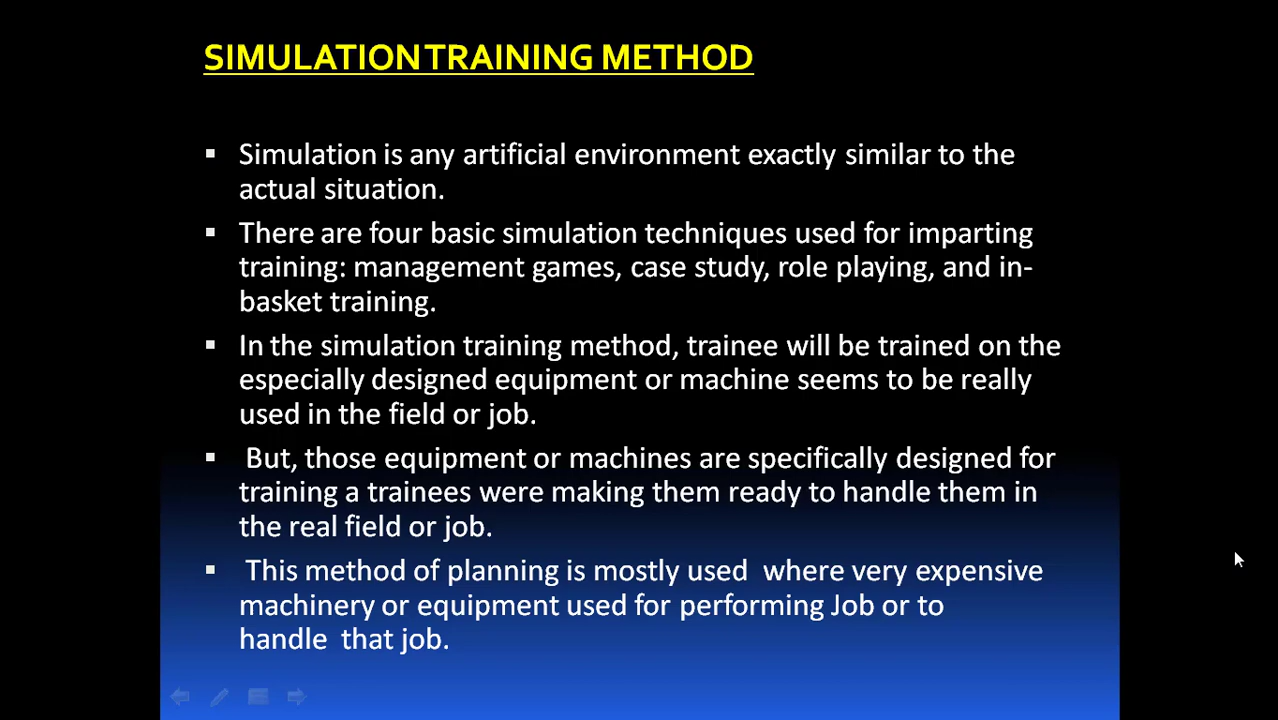 SIMULATION TRAINING METHOD
▪ Simulation is any artificial environment exactly similar to the
actual situation.
▪ There are four basic simulation techniques used for imparting
training: management games, case study, role playing, and in-
basket training.
▪ In the simulation training method, trainee will be trained on the
especially designed equipment or machine seems to be really
used in the field or job.
▪ But, those equipment or machines are specifically designed for
training a trainees were making them ready to handle them in
the real field or job.
▪ This method of planning is mostly used where very expensive
machinery or equipment used for performing Job or to
handle that job.